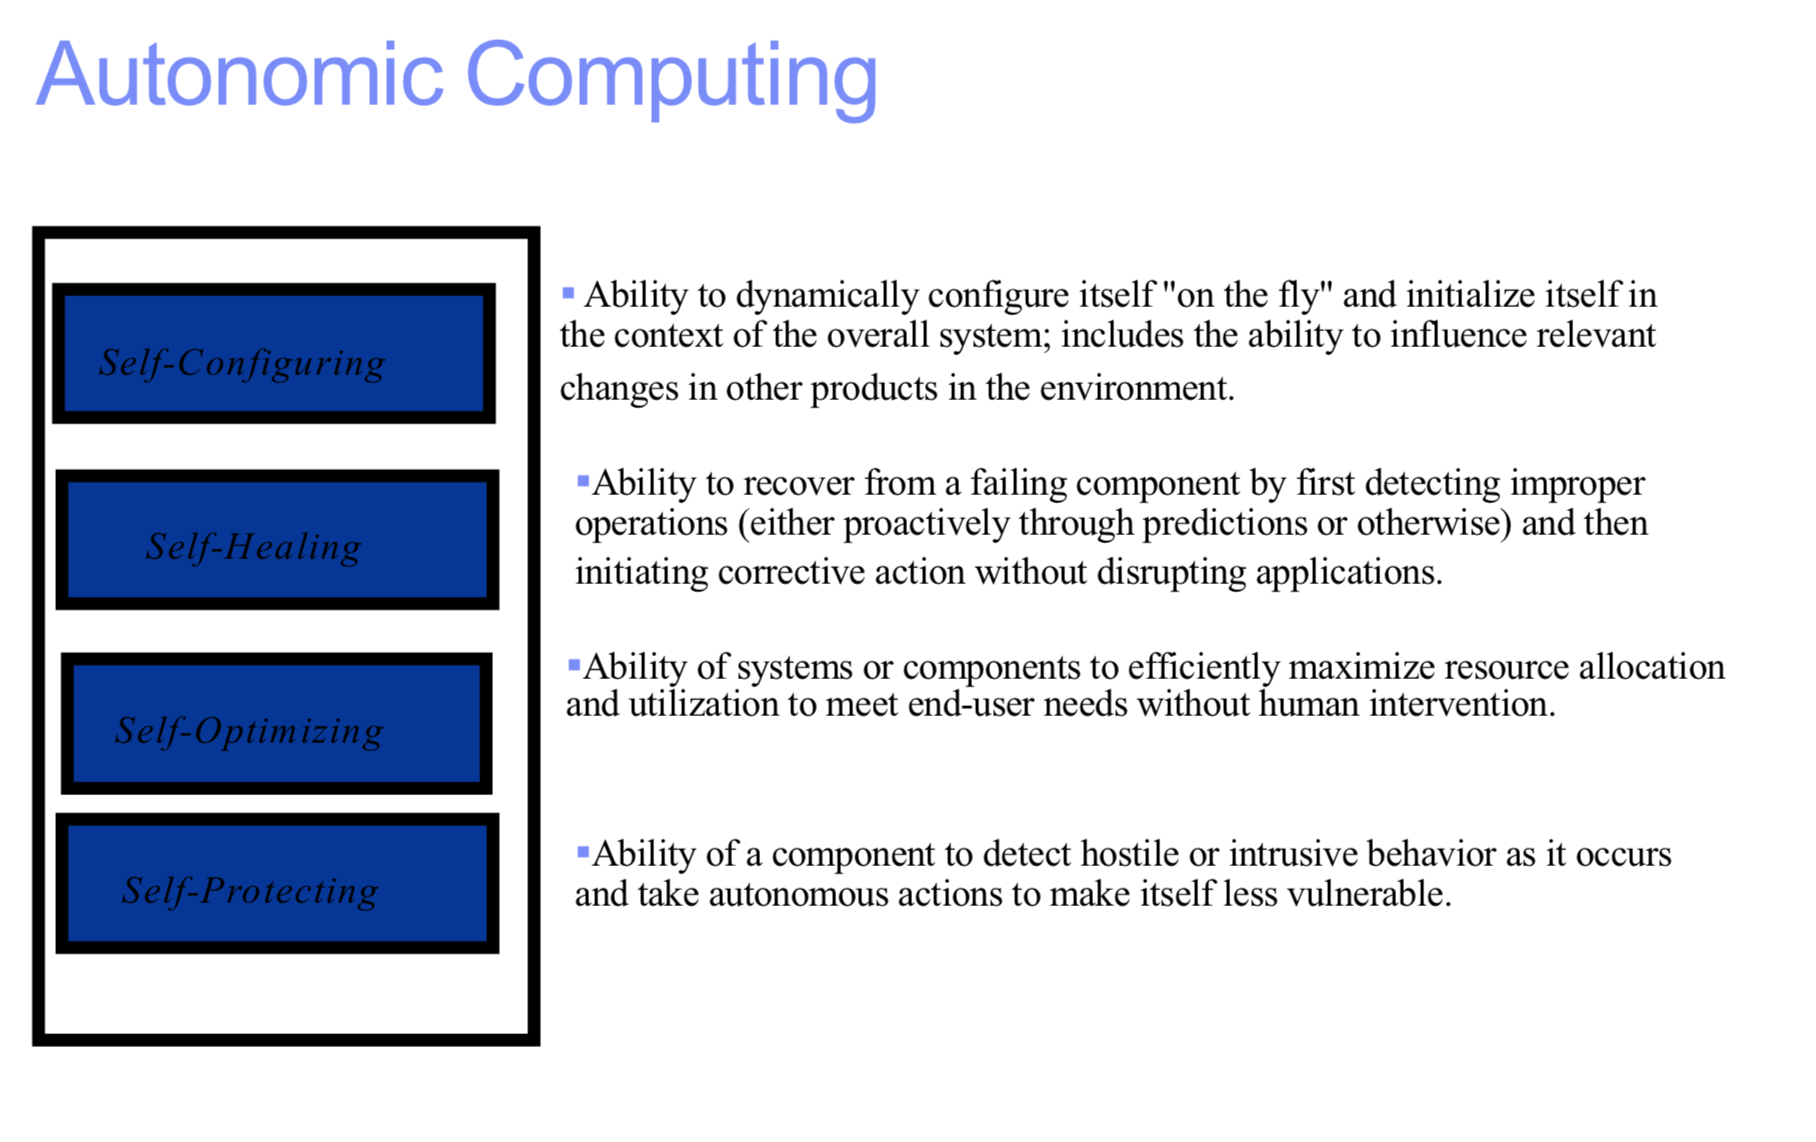 Autonomic Computing
Self-Configuring
▪ Ability to dynamically configure itself "on the fly" and initialize itself in
the context of the overall system; includes the ability to influence relevant
changes in other products in the environment.
Self-Healing
▪Ability to recover from a failing component by first detecting improper
operations (either proactively through predictions or otherwise) and then
initiating corrective action without disrupting applications.
Self-Optimizing
▪Ability of systems or components to efficiently maximize resource allocation
and utilization to meet end-user needs without human intervention.
Self-Protecting
▪Ability of a component to detect hostile or intrusive behavior as it occurs
and take autonomous actions to make itself less vulnerable.